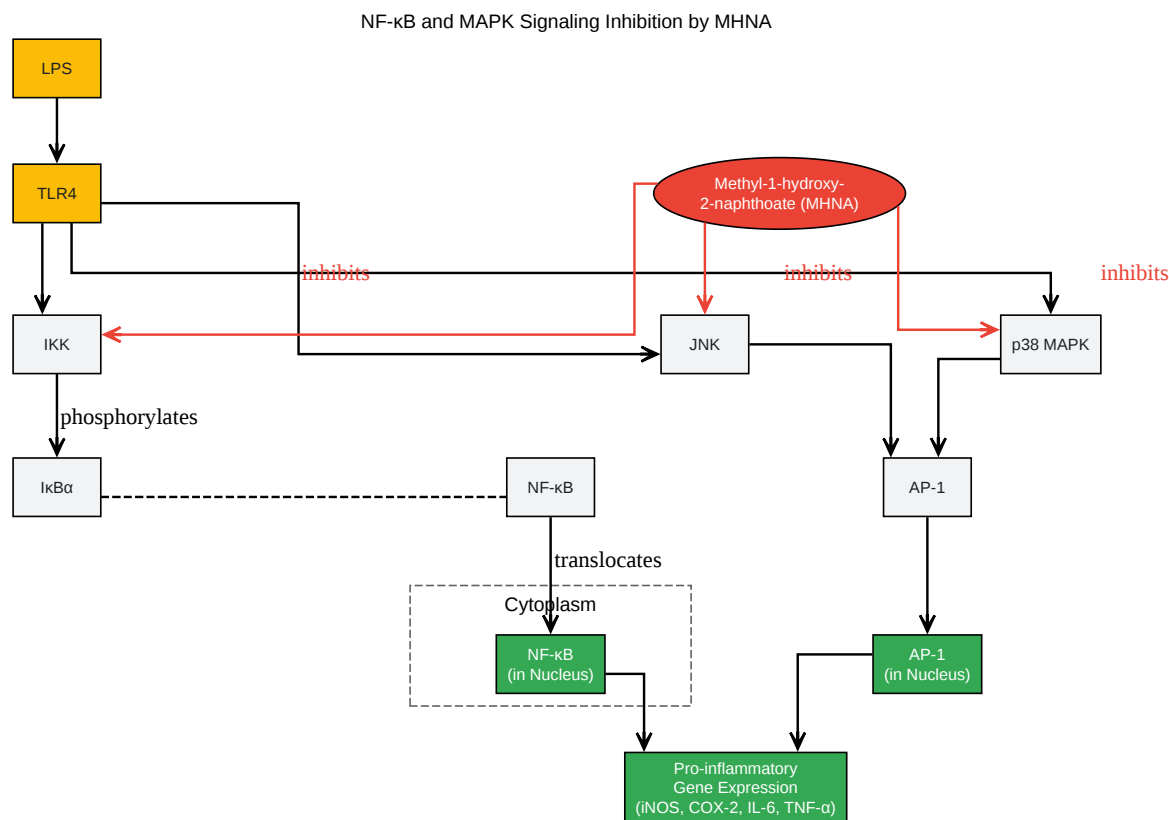 NF-κB and MAPK Signaling Inhibition by MHNA
LPS
TLR4
Methyl-1-hydroxy-
2-naphthoate (MHNA)
inhibits
inhibits
inhibits
IKK
JNK
p38 MAPK
phosphorylates
IκBα
NF-κB
AP-1
translocates
Cytoplasm
NF-κB
(in Nucleus)
AP-1
(in Nucleus)
Pro-inflammatory
Gene Expression
(iNOS, COX-2, IL-6, TNF-α)